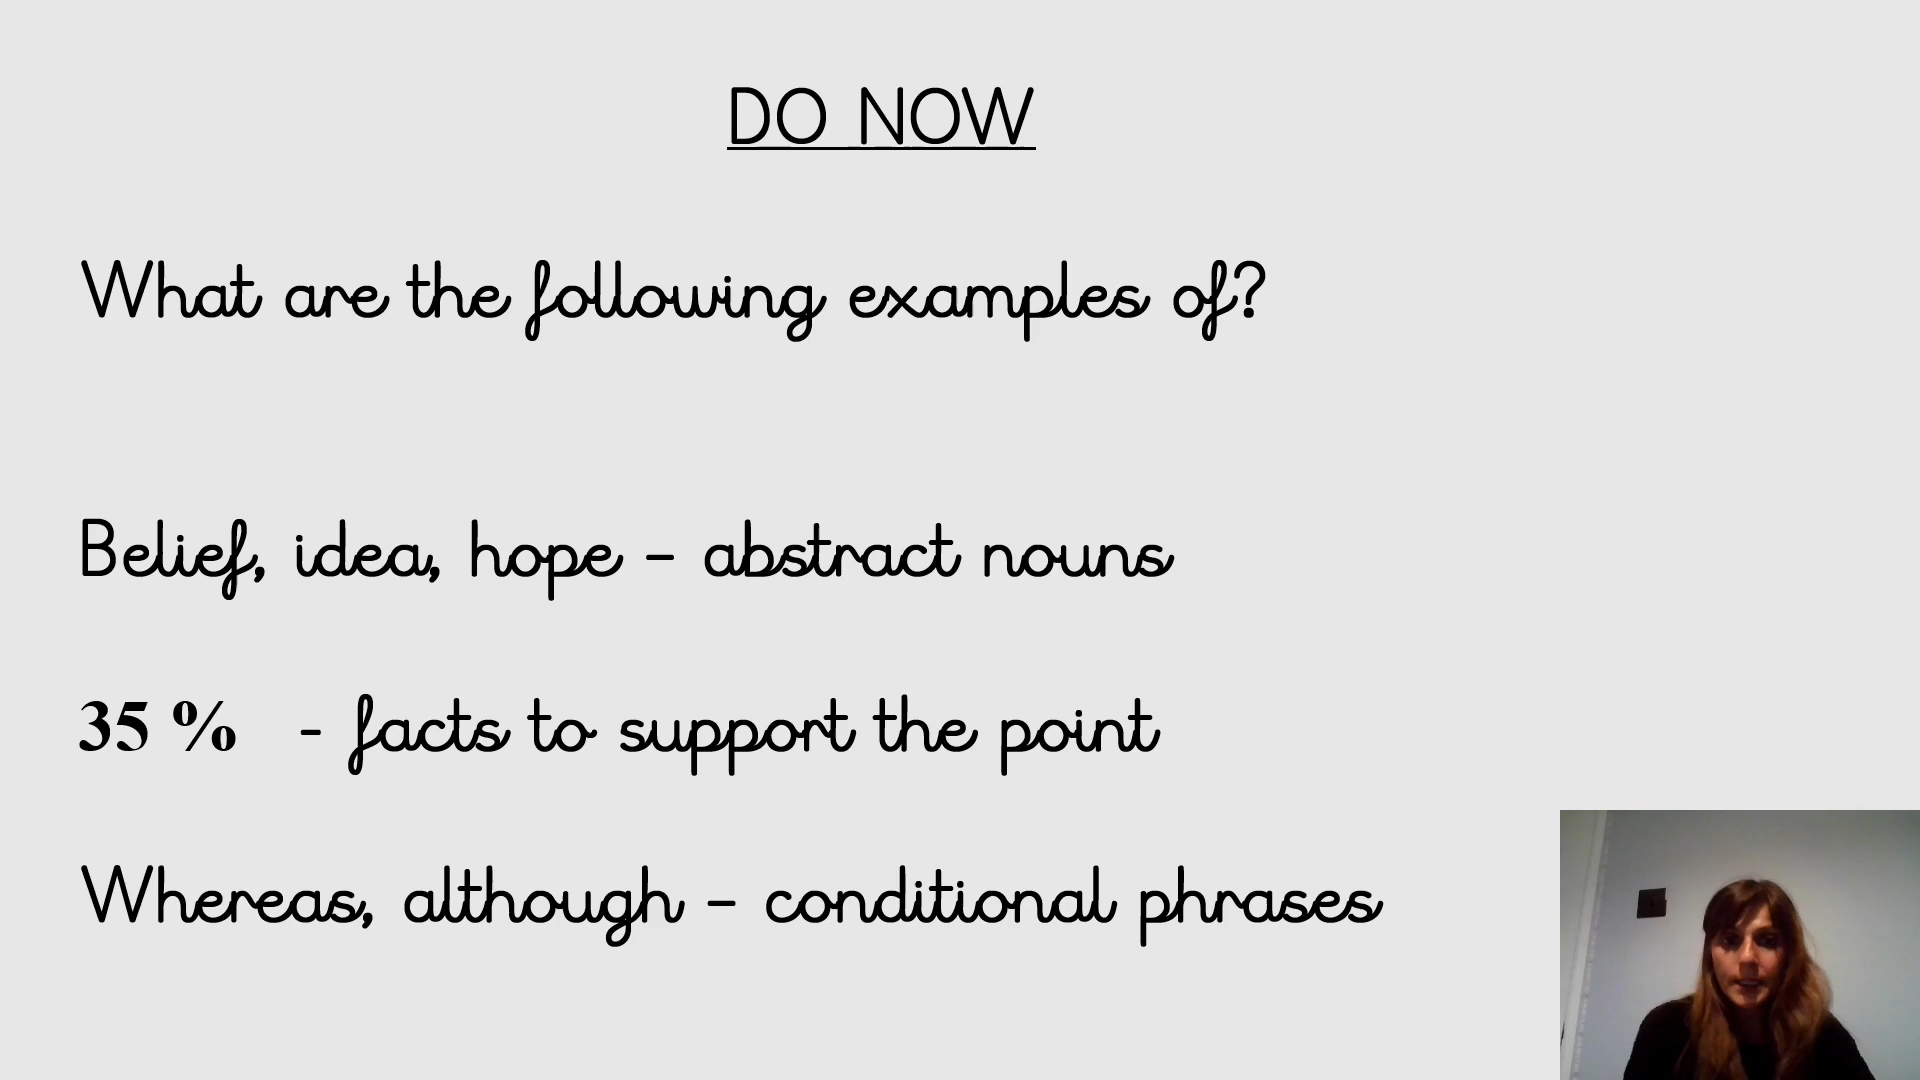 DO NOW
What are the following examples of?
Belief, idea, hope - abstract nouns
35 % - facts to support the point
Whereas, although - conditional phrases